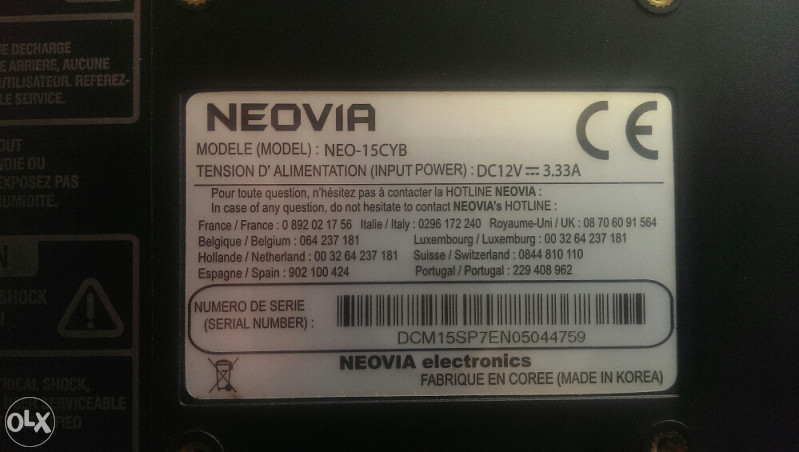 E DECHARGE
E ARRIERE, AUCUNE
UTILISATEUR. REFEREZ-
LE SERVICE.
OUT
OU
EXPOSEZ PAS
HUMIDITE.
SHOCK
SHOCK,
SERVICEABLE
NEOVIA
CE
MODELE (MODEL) : NEO-15CYB
TENSION D' ALIMENTATION (INPUT POWER) : DC12V ⎓ 3.33A
Pour toute question, n'hésitez pas à contacter la HOTLINE NEOVIA :
In case of any question, do not hesitate to contact NEOVIA's HOTLINE :
France / France : 0 892 02 17 56 Italie / Italy : 0296 172 240 Royaume-Uni / UK : 08 70 60 91 564
Belgique / Belgium : 064 237 181 Luxembourg / Luxemburg : 00 32 64 237 181
Hollande / Netherland : 00 32 64 237 181 Suisse / Switzerland : 0844 810 110
Espagne / Spain : 902 100 424 Portugal / Portugal : 229 408 962
NUMERO DE SERIE
(SERIAL NUMBER) :
DCM15SP7EN05044759
NEOVIA electronics
FABRIQUE EN COREE (MADE IN KOREA)
OLX